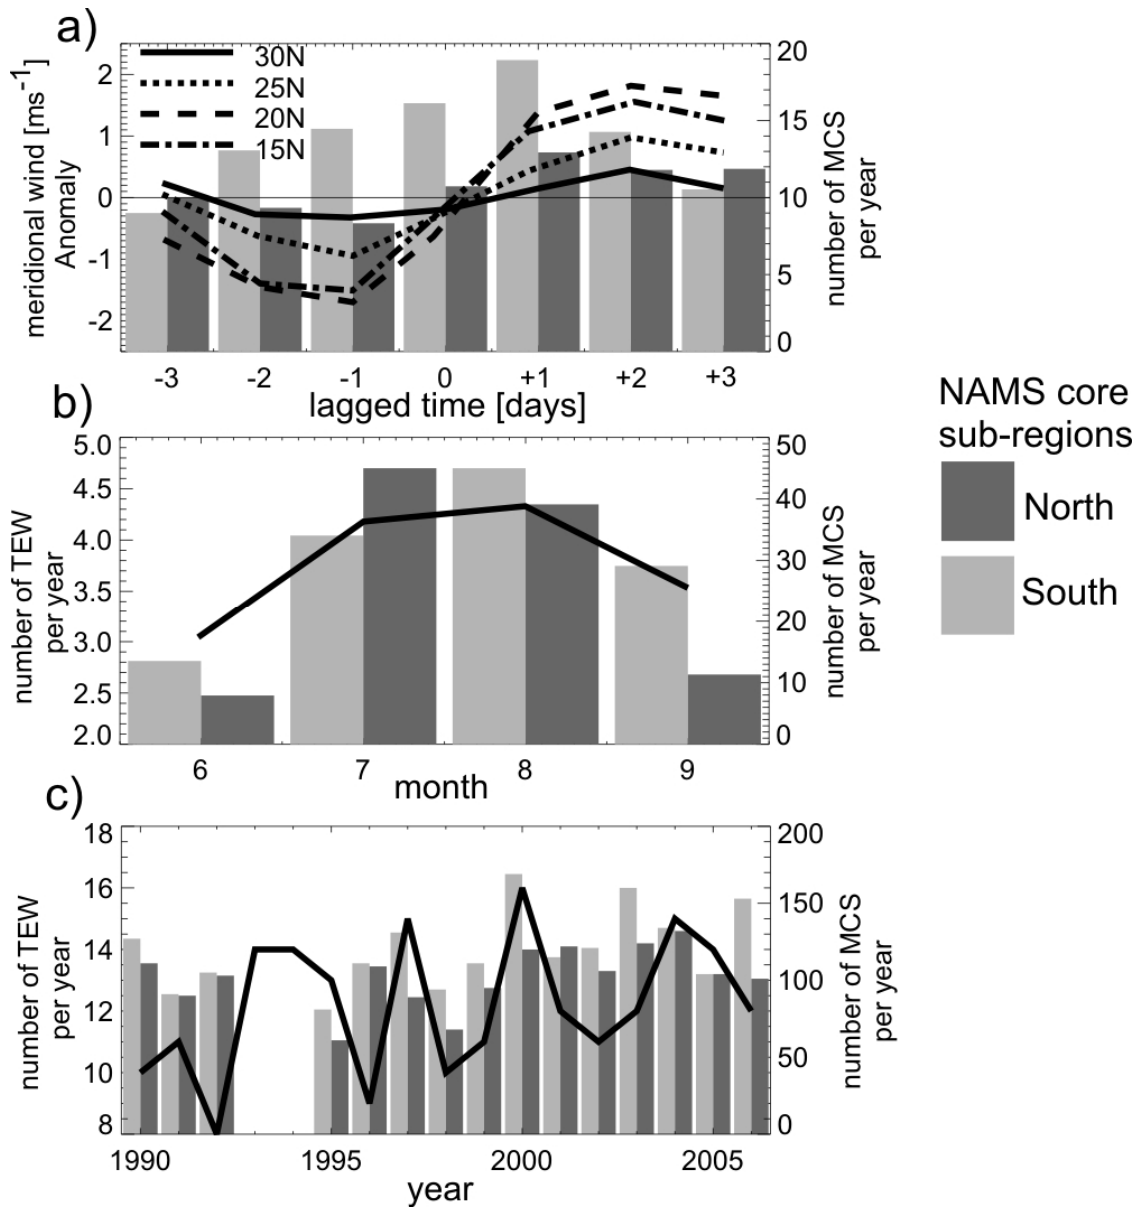 a)
30N
25N
20N
15N
meridional wind [ms-1]
Anomaly
2
1
0
-1
-2
20
15
10
5
0
number of MCS
per year
-3 -2 -1 0 +1 +2 +3
lagged time [days]
b)
number of TEW
per year
5.0
4.5
4.0
3.5
3.0
2.5
2.0
50
40
30
20
10
0
number of MCS
per year
6 7 8 9
month
NAMS core
sub-regions
North
South
c)
number of TEW
per year
18
16
14
12
10
8
200
150
100
50
0
number of MCS
per year
1990 1995 2000 2005
year